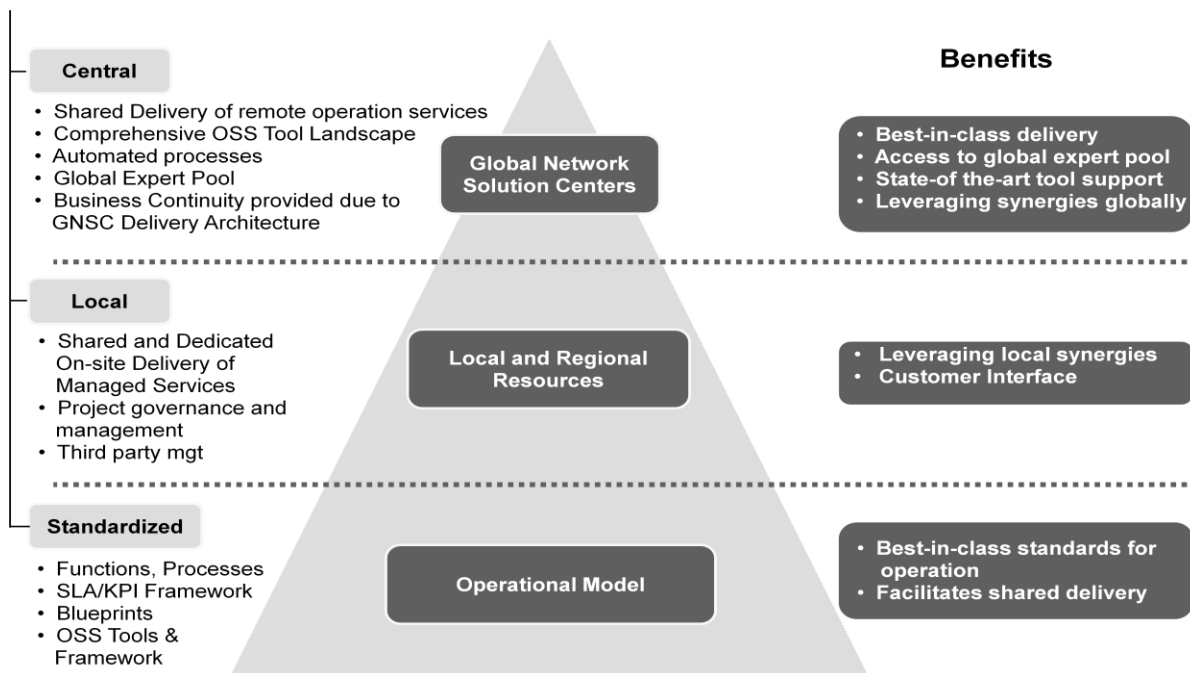 Benefits
Central
• Shared Delivery of remote operation services
• Comprehensive OSS Tool Landscape
• Automated processes
• Global Expert Pool
• Business Continuity provided due to
GNSC Delivery Architecture
Global Network
Solution Centers
• Best-in-class delivery
• Access to global expert pool
• State-of the-art tool support
• Leveraging synergies globally
Local
• Shared and Dedicated
On-site Delivery of
Managed Services
• Project governance and
management
• Third party mgt
Local and Regional
Resources
• Leveraging local synergies
• Customer Interface
Standardized
• Functions, Processes
• SLA/KPI Framework
• Blueprints
• OSS Tools &
Framework
Operational Model
• Best-in-class standards for
operation
• Facilitates shared delivery